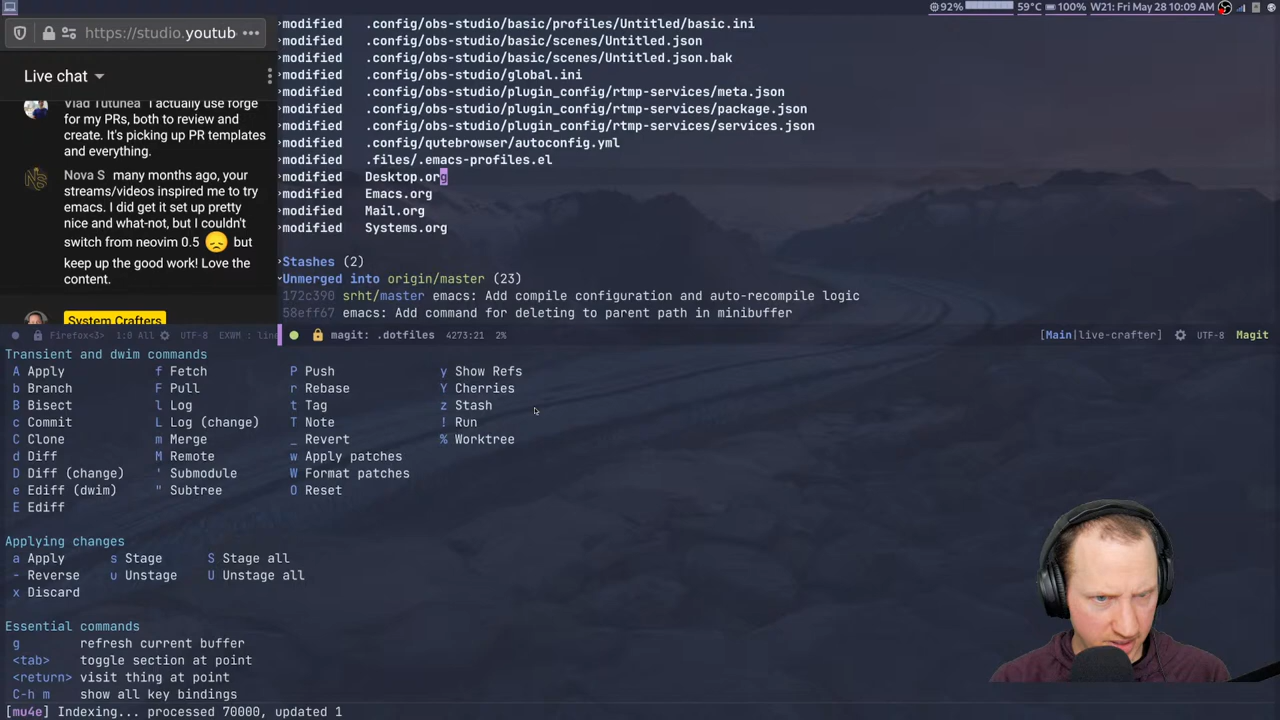 92% 59°C 100% W21: Fri May 28 10:09 AM
https://studio.youtub ...
Live chat
Vlad Tutunea I actually use forge
for my PRs, both to review and
create. It's picking up PR templates
and everything.
Nova S many months ago, your
streams/videos inspired me to try
emacs. I did get it set up pretty
nice and what-not, but I couldn't
switch from neovim 0.5 😞 but
keep up the good work! Love the
content.
System Crafters
Firefox<3> 1:0 All UTF-8 EXWM : line
modified .config/obs-studio/basic/profiles/Untitled/basic.ini
modified .config/obs-studio/basic/scenes/Untitled.json
modified .config/obs-studio/basic/scenes/Untitled.json.bak
modified .config/obs-studio/global.ini
modified .config/obs-studio/plugin_config/rtmp-services/meta.json
modified .config/obs-studio/plugin_config/rtmp-services/package.json
modified .config/obs-studio/plugin_config/rtmp-services/services.json
modified .config/qutebrowser/autoconfig.yml
modified .files/.emacs-profiles.el
modified Desktop.org
modified Emacs.org
modified Mail.org
modified Systems.org
Stashes (2)
Unmerged into origin/master (23)
172c390 srht/master emacs: Add compile configuration and auto-recompile logic
58eff67 emacs: Add command for deleting to parent path in minibuffer
magit: .dotfiles 4273:21 2% [Main|live-crafter] UTF-8 Magit
Transient and dwim commands
A Apply f Fetch P Push y Show Refs
b Branch F Pull r Rebase Y Cherries
B Bisect l Log t Tag z Stash
c Commit L Log (change) T Note ! Run
C Clone m Merge _ Revert % Worktree
d Diff M Remote w Apply patches
D Diff (change) ' Submodule W Format patches
e Ediff (dwim) " Subtree O Reset
E Ediff
Applying changes
a Apply s Stage S Stage all
- Reverse u Unstage U Unstage all
x Discard
Essential commands
g refresh current buffer
<tab> toggle section at point
<return> visit thing at point
C-h m show all key bindings
[mu4e] Indexing... processed 70000, updated 1